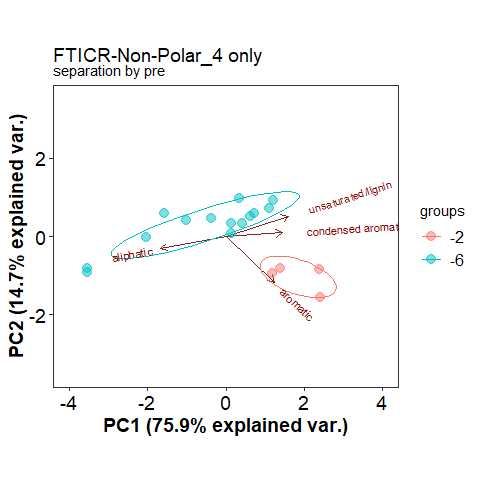 FTICR-Non-Polar_4 only
separation by pre
PC2 (14.7% explained var.)
2
0
-2
unsaturated/lignin
condensed aromat
aliphatic
aromatic
groups
-2
-6
-4
-2
0
2
4
PC1 (75.9% explained var.)